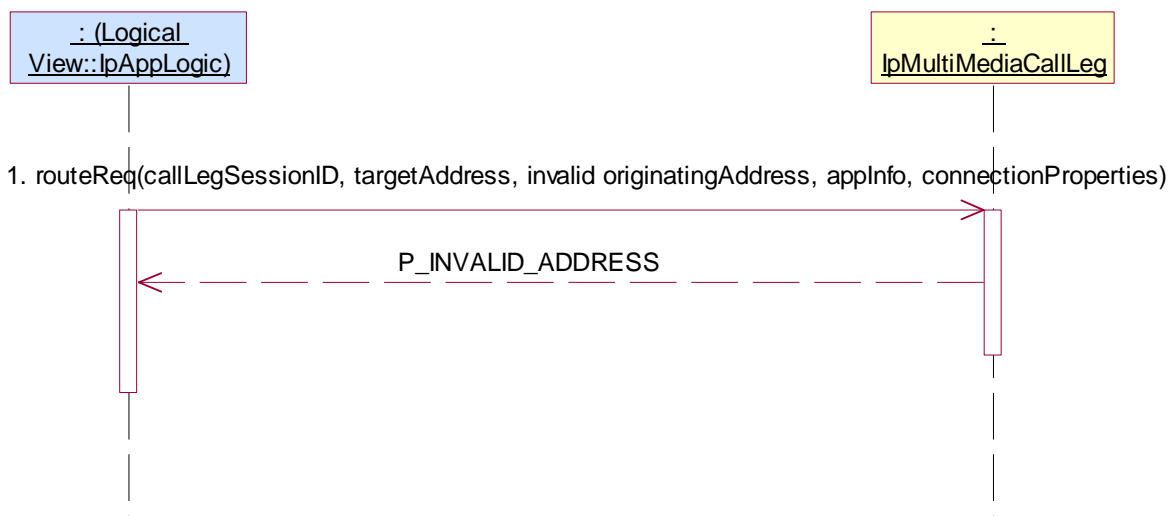 : (Logical
View::IpAppLogic)
:
IpMultiMediaCallLeg
1. routeReq(callLegSessionID, targetAddress, invalid originatingAddress, appInfo, connectionProperties)
P_INVALID_ADDRESS